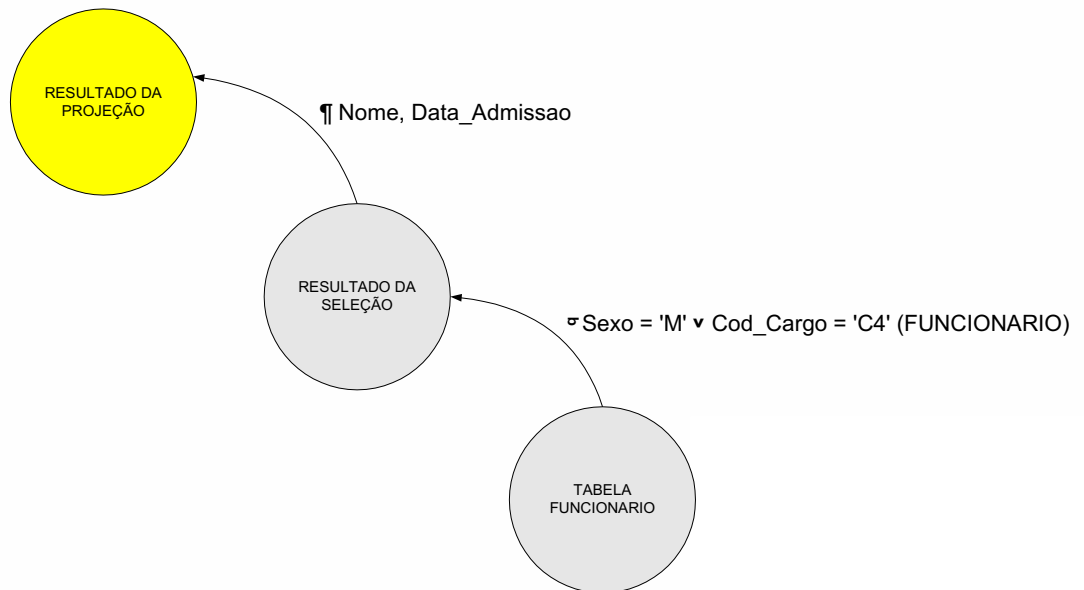 RESULTADO DA
PROJEÇÃO
¶ Nome, Data_Admissao
RESULTADO DA
SELEÇÃO
σ Sexo = 'M' v Cod_Cargo = 'C4' (FUNCIONARIO)
TABELA
FUNCIONARIO